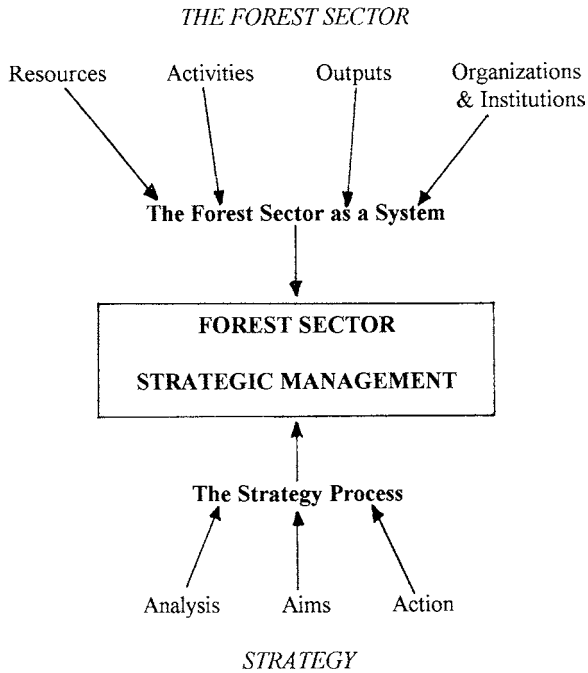 THE FOREST SECTOR
Resources Activities Outputs Organizations
& Institutions
The Forest Sector as a System
FOREST SECTOR
STRATEGIC MANAGEMENT
The Strategy Process
Analysis Aims Action
STRATEGY